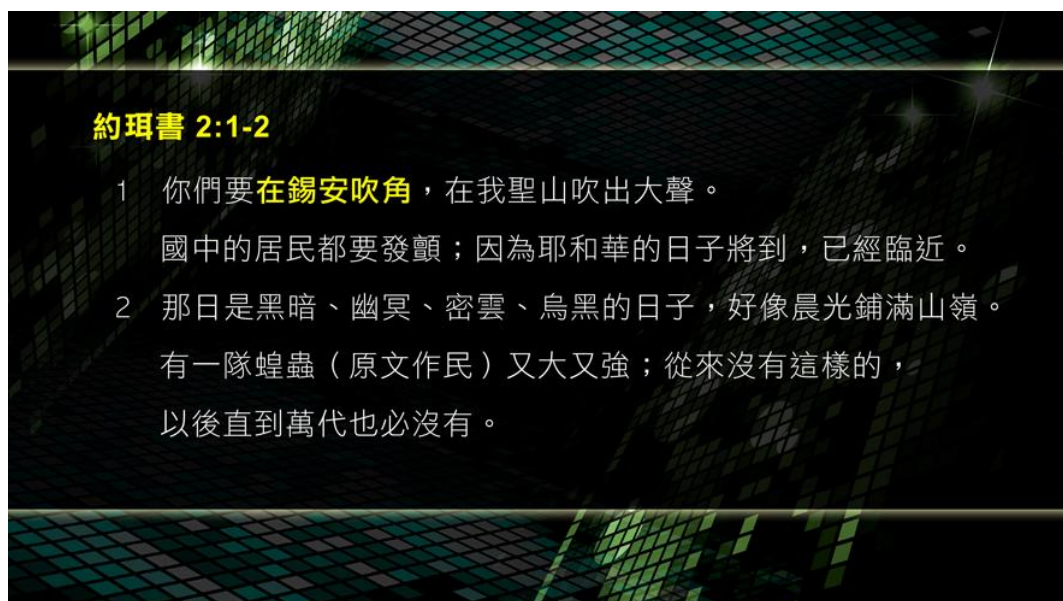 約珥書 2:1-2
1 你們要在錫安吹角，在我聖山吹出大聲。
國中的居民都要發顫；因為耶和華的日子將到，已經臨近。
2 那日是黑暗、幽冥、密雲、烏黑的日子，好像晨光鋪滿山嶺。
有一隊蝗蟲（原文作民）又大又強；從來沒有這樣的，
以後直到萬代也必沒有。